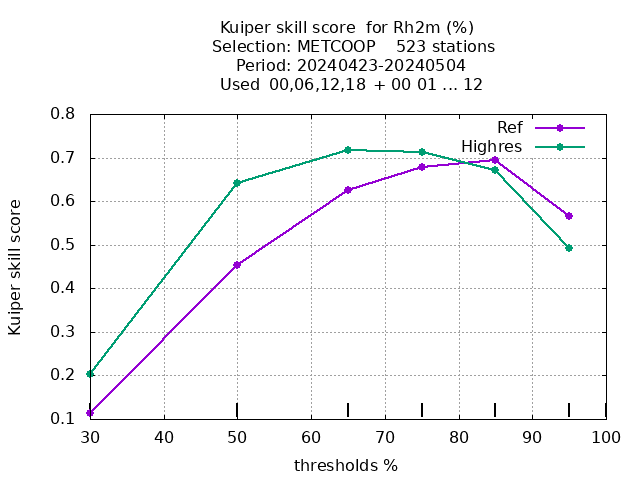 Kuiper skill score  for Rh2m (%)
Selection: METCOOP    523 stations
Period: 20240423-20240504
Used  00,06,12,18  + 00 01 ... 12
Ref
Highres
Kuiper skill score
0.8
0.7
0.6
0.5
0.4
0.3
0.2
0.1
30 40 50 60 70 80 90 100
thresholds %